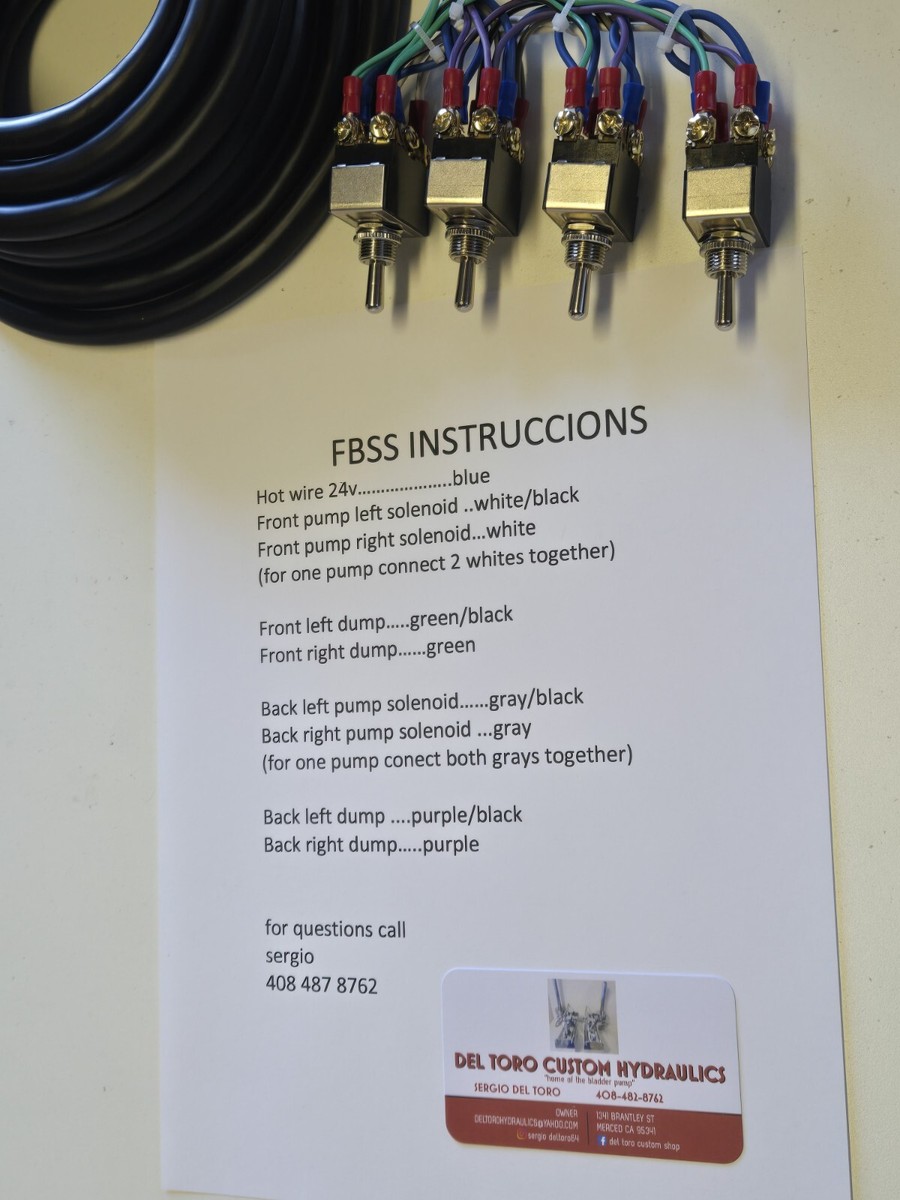 FBSS INSTRUCCIONS
Hot wire 24v...................blue
Front pump left solenoid ..white/black
Front pump right solenoid...white
(for one pump connect 2 whites together)
Front left dump.....green/black
Front right dump......green
Back left pump solenoid......gray/black
Back right pump solenoid ...gray
(for one pump conect both grays together)
Back left dump ....purple/black
Back right dump.....purple
for questions call
sergio
408 487 8762
DEL TORO CUSTOM HYDRAULICS
"home of the bladder pump"
SERGIO DEL TORO 408-482-8762
OWNER
DELTOROHYDRAULICS@YAHOO.COM
sergio deltoro64
1341 BRANTLEY ST
MERCED CA 95341
f del toro custom shop